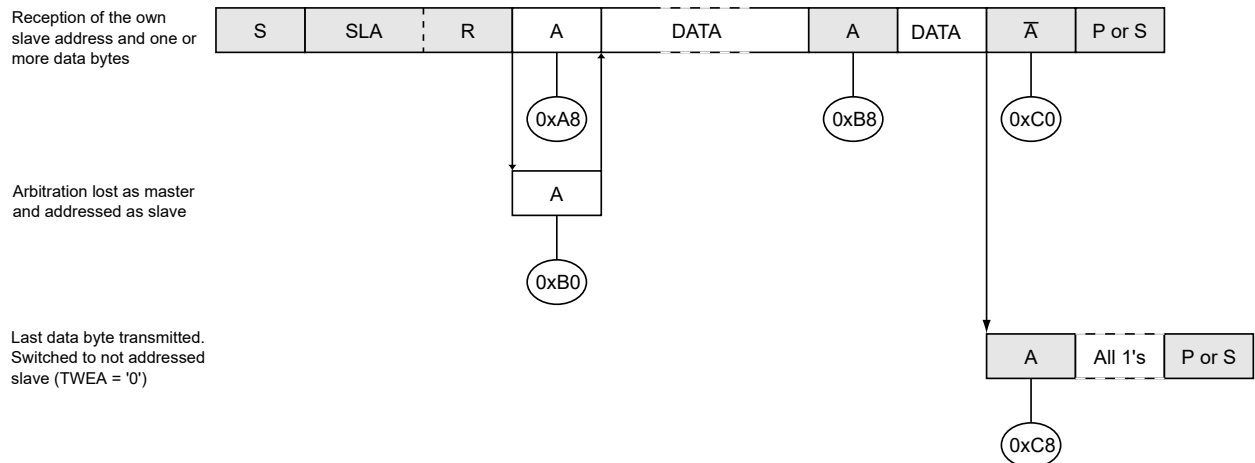 Reception of the own
slave address and one or
more data bytes
S SLA R A DATA A DATA A̅ P or S
0xA8 0xB8 0xC0
Arbitration lost as master
and addressed as slave
A
0xB0
Last data byte transmitted.
Switched to not addressed
slave (TWEA = '0')
A All 1's P or S
0xC8